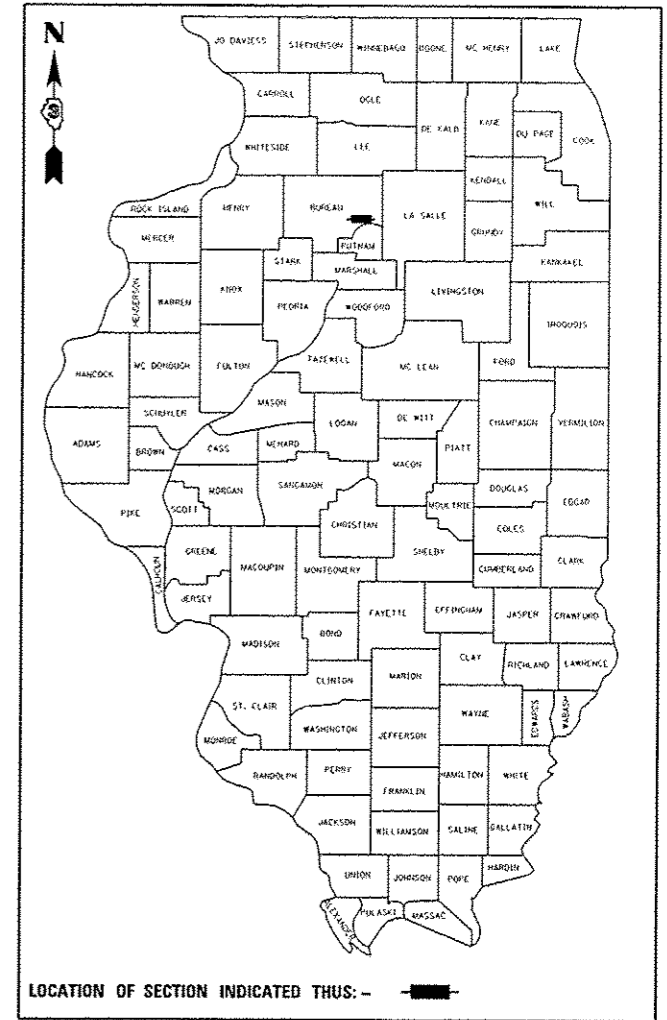 N
JO DAVIESS STEPHENSON WINNEBAGO BOONE MC HENRY LAKE
CARROLL OGLE DE KALB KANE DU PAGE COOK
WHITESIDE LEE
KENDALL WILL
ROCK ISLAND HENRY BUREAU LA SALLE GRUNDY
MERCER PUTNAM KANKAKEE
STARK MARSHALL
HENDERSON WARREN KNOX PEORIA WOODFORD LIVINGSTON IROQUOIS
HANCOCK MC DONOUGH FULTON TAZEWELL MC LEAN FORD
SCHUYLER MASON LOGAN DE WITT CHAMPAIGN VERMILION
ADAMS BROWN CASS MENARD MACON PIATT
PIKE SCOTT MORGAN SANGAMON MOULTRIE DOUGLAS EDGAR
CHRISTIAN COLES
CALHOUN GREENE MACOUPIN MONTGOMERY SHELBY CUMBERLAND CLARK
JERSEY FAYETTE EFFINGHAM JASPER CRAWFORD
MADISON BOND CLAY RICHLAND LAWRENCE
CLINTON MARION
ST. CLAIR WASHINGTON JEFFERSON WAYNE EDWARDS WABASH
MONROE
RANDOLPH PERRY HAMILTON WHITE
FRANKLIN
JACKSON WILLIAMSON SALINE GALLATIN
UNION JOHNSON POPE HARDIN
ALEXANDER PULASKI MASSAC
LOCATION OF SECTION INDICATED THUS: -